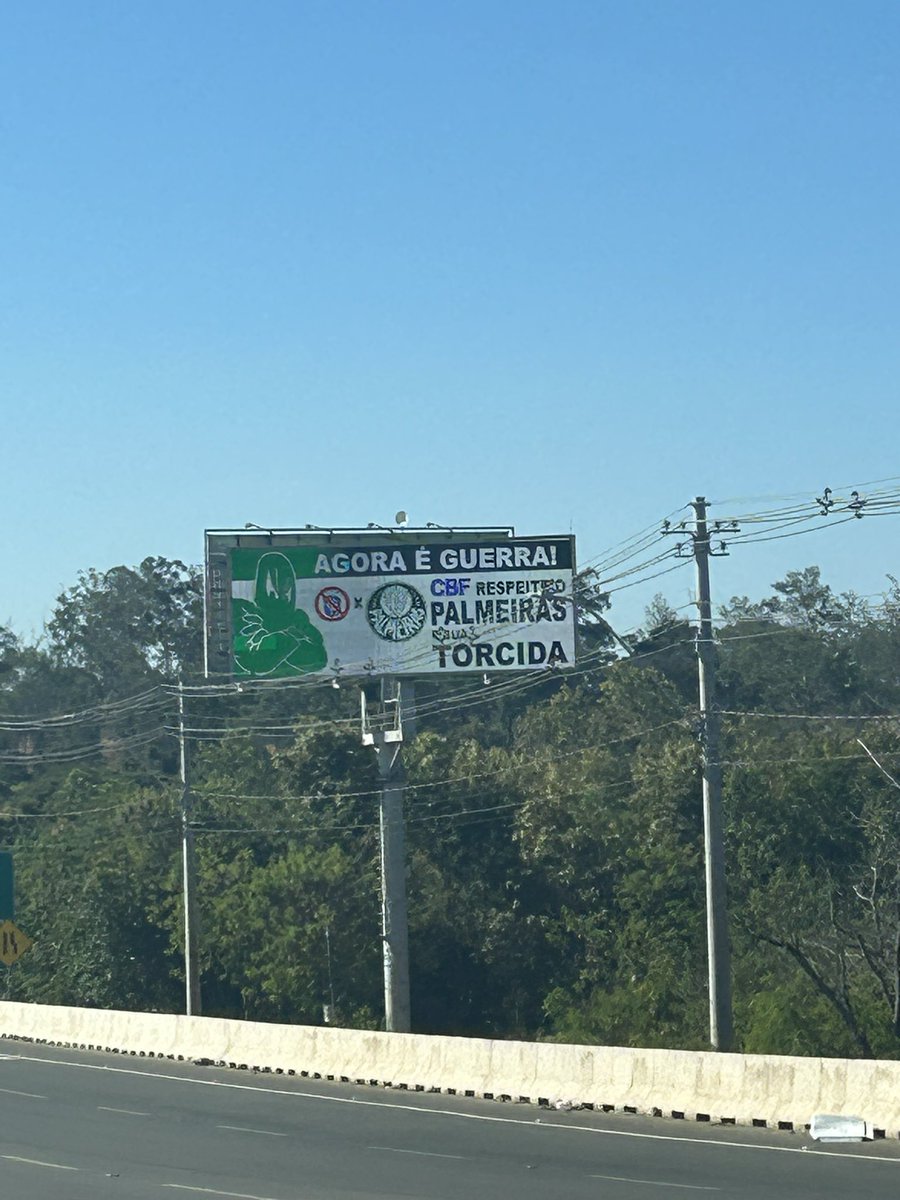 AGORA É GUERRA!
CBF RESPEITE O
PALMEIRAS
E SUA
TORCIDA